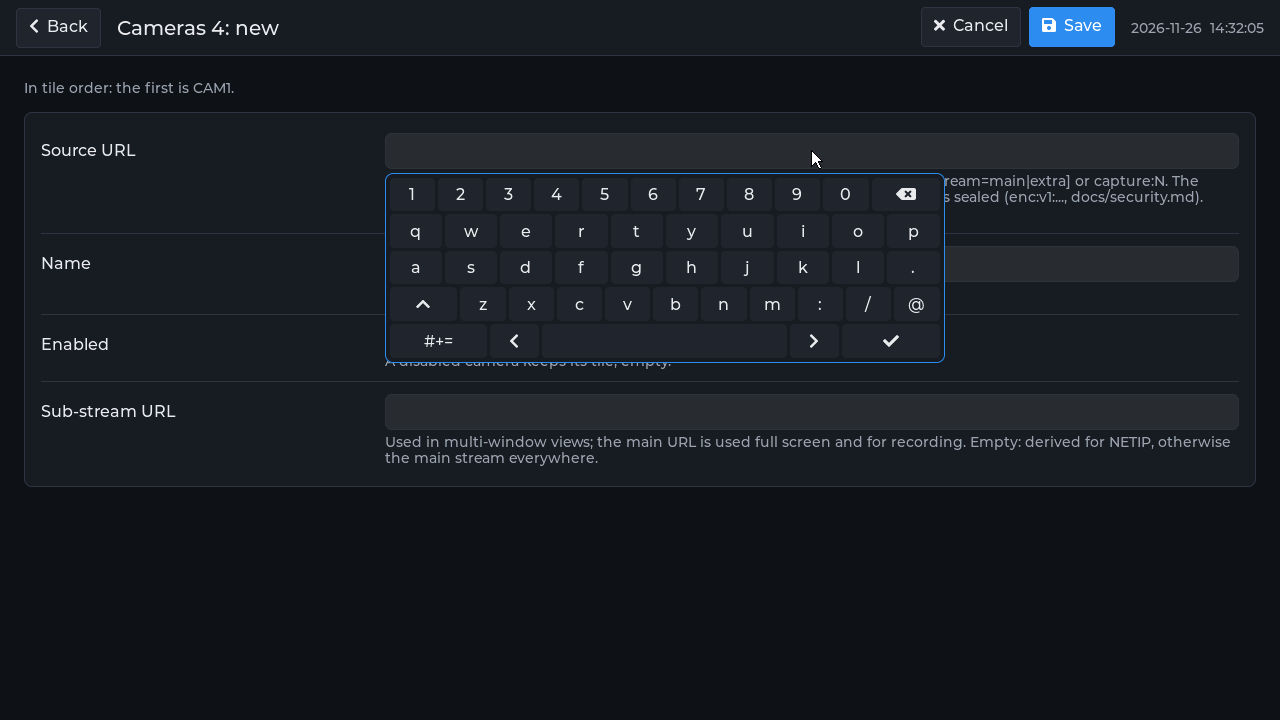 Back
Cameras 4: new
Cancel
Save
2026-11-26 14:32:05
In tile order: the first is CAM1.
Source URL
ream=main|extra] or capture:N. The
s sealed (enc:v1:..., docs/security.md).
1 2 3 4 5 6 7 8 9 0
q w e r t y u i o p
a s d f g h j k l .
z x c v b n m : / @
#+=
Name
Enabled
A disabled camera keeps its tile, empty.
Sub-stream URL
Used in multi-window views; the main URL is used full screen and for recording. Empty: derived for NETIP, otherwise
the main stream everywhere.